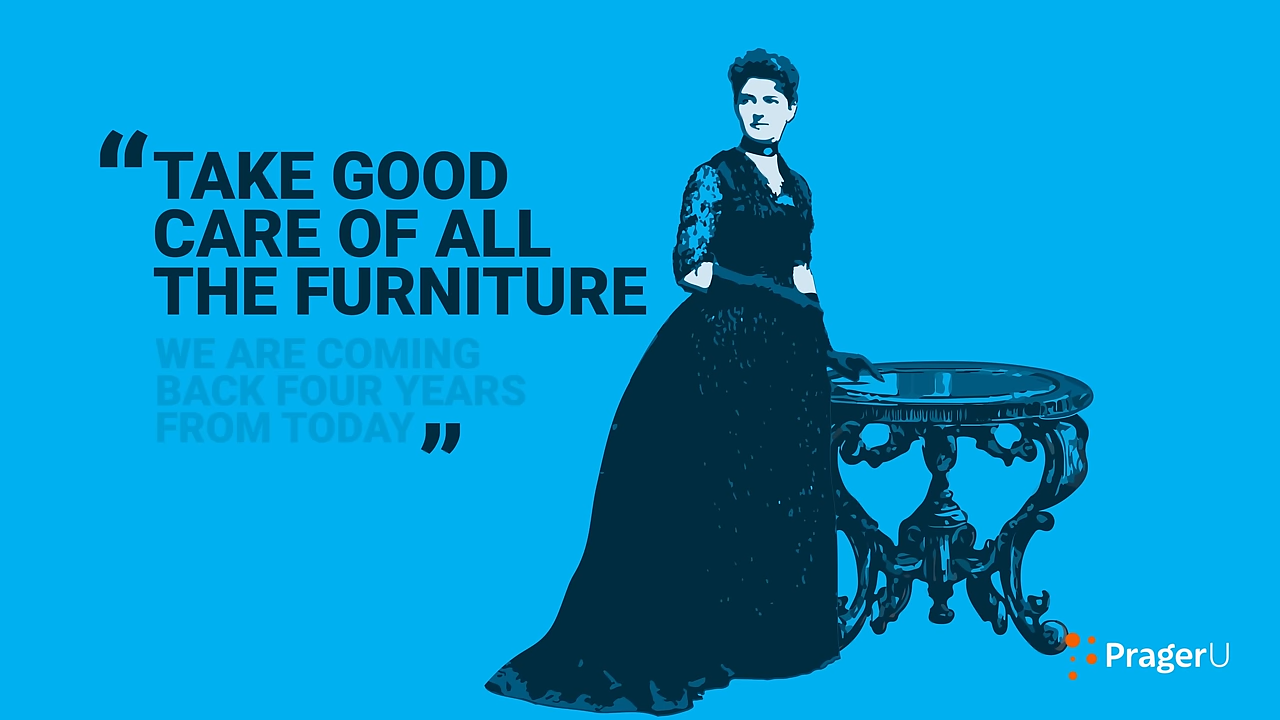 “TAKE GOOD
CARE OF ALL
THE FURNITURE
WE ARE COMING
BACK FOUR YEARS
FROM TODAY”
PragerU